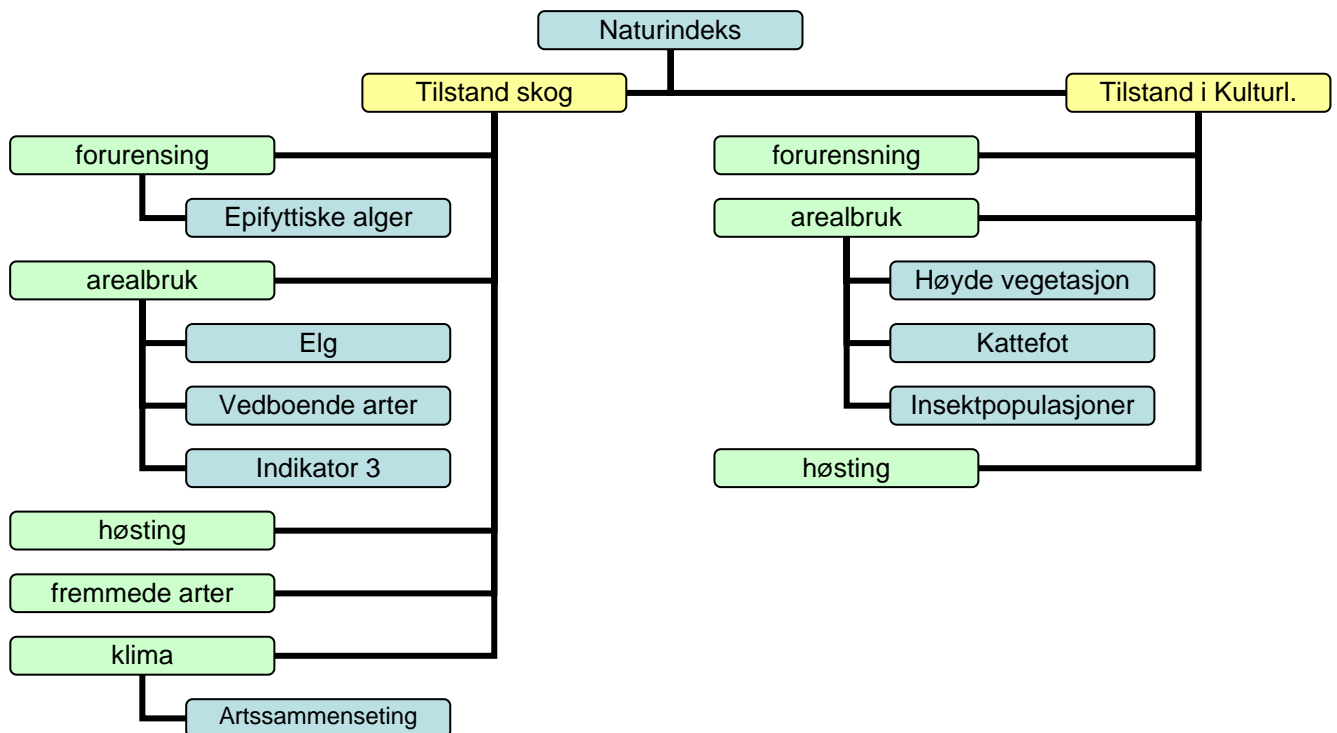 Naturindeks
Tilstand skog
Tilstand i Kulturl.
forurensing
Epifyttiske alger
arealbruk
Elg
Vedboende arter
Indikator 3
høsting
fremmede arter
klima
Artssammenseting
forurensning
arealbruk
Høyde vegetasjon
Kattefot
Insektpopulasjoner
høsting